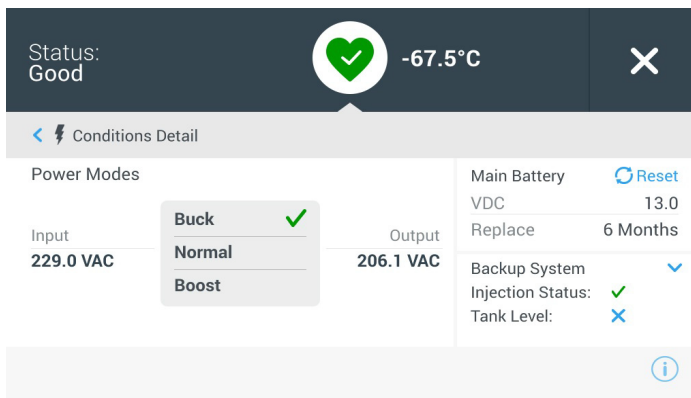 Status:
Good
-67.5°C
Conditions Detail
Power Modes
Input
229.0 VAC
Buck
Normal
Boost
Output
206.1 VAC
Main Battery Reset
VDC 13.0
Replace 6 Months
Backup System
Injection Status:
Tank Level: